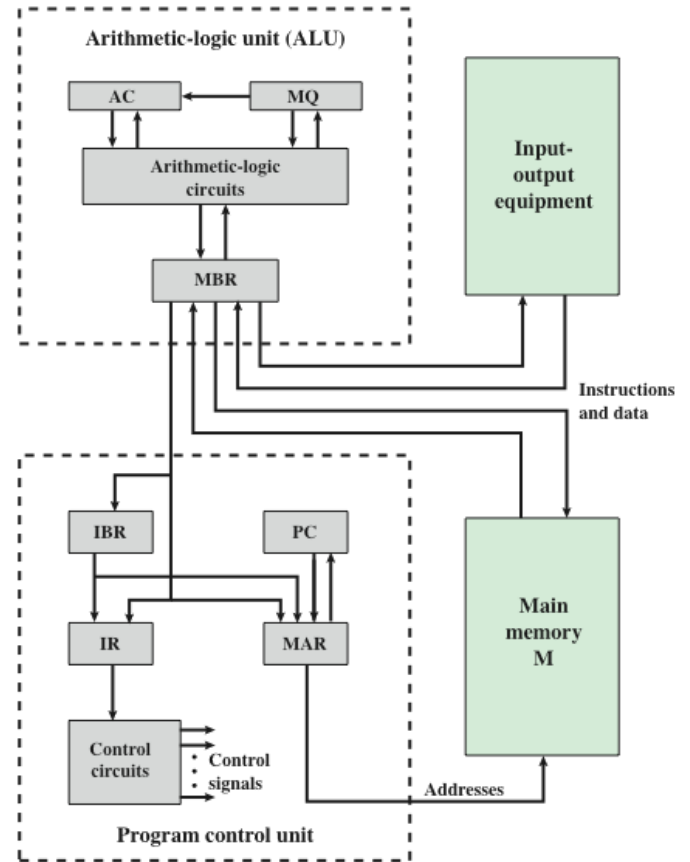 Arithmetic-logic unit (ALU)
AC
MQ
Arithmetic-logic
circuits
MBR
Input-
output
equipment
Instructions
and data
IBR
PC
IR
MAR
Main
memory
M
Control
circuits
Control
signals
Addresses
Program control unit